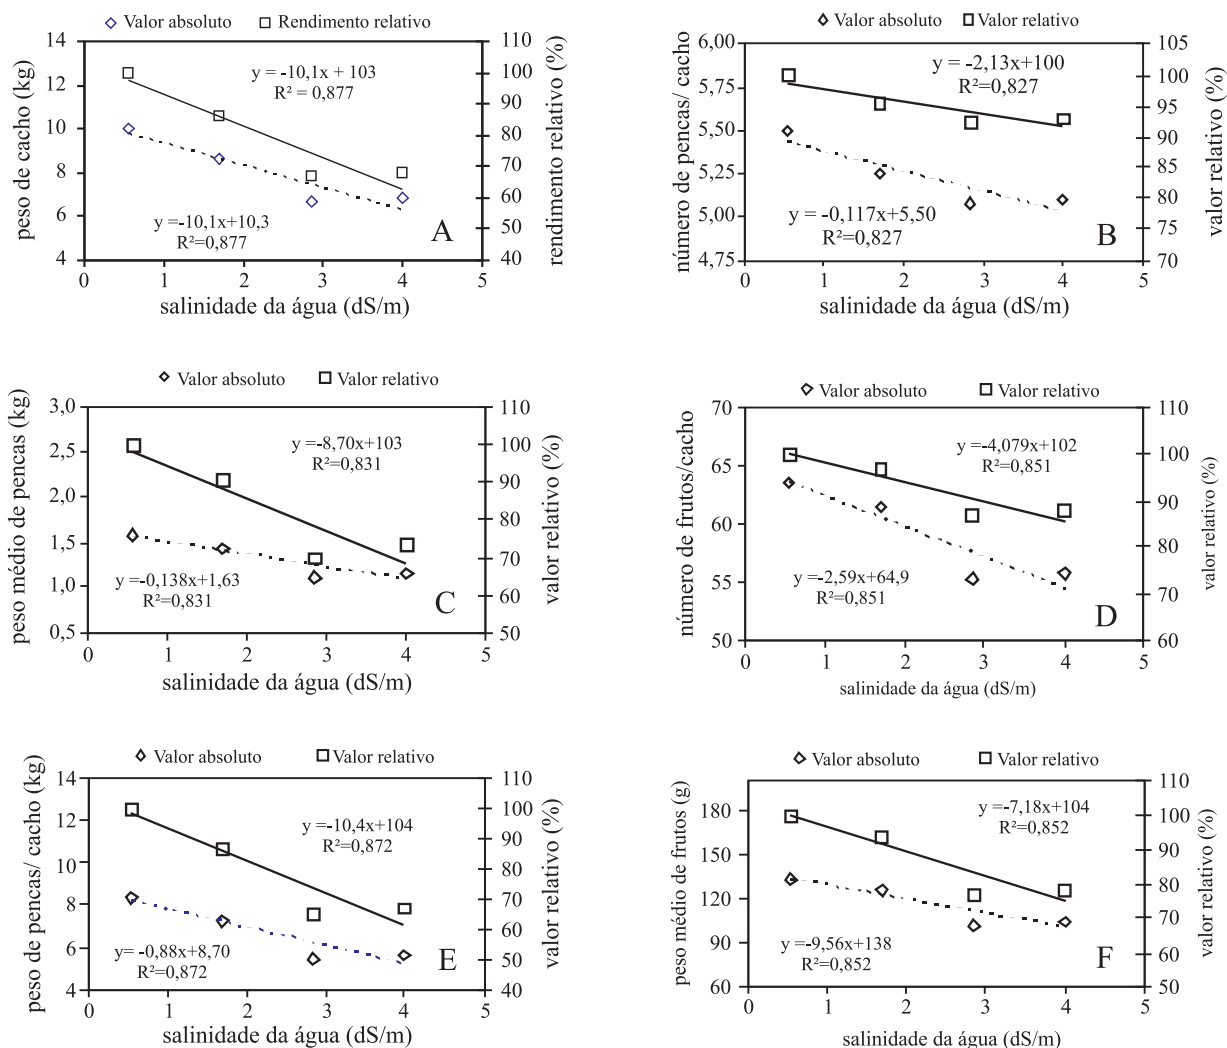 Valor absoluto Rendimento relativo
peso de cacho (kg)
14
12
10
8
6
4
110
100
90
80
70
60
50
40
rendimento relativo (%)
y = -10,1x + 103
R² = 0,877
y=-10,1x+10,3
R²=0,877
A
0 1 2 3 4 5
salinidade da água (dS/m)
Valor absoluto Valor relativo
número de pencas/ cacho
6,00
5,75
5,50
5,25
5,00
4,75
105
100
95
90
85
80
75
70
valor relativo (%)
y = -2,13x+100
R²=0,827
y= -0,117x+5,50
R²=0,827
B
0 1 2 3 4 5
salinidade da água (dS/m)
Valor absoluto Valor relativo
peso médio de pencas (kg)
3,0
2,5
2,0
1,5
1,0
0,5
110
100
90
80
70
60
50
valor relativo (%)
y =-8,70x+103
R²=0,831
y=-0,138x+1,63
R²=0,831
C
0 1 2 3 4 5
salinidade da água (dS/m)
Valor absoluto Valor relativo
número de frutos/cacho
70
65
60
55
50
110
100
90
80
70
60
valor relativo (%)
y =-4,079x+102
R²=0,851
y =-2,59x+64,9
R²=0,851
D
0 1 2 3 4 5
salinidade da água (dS/m)
Valor absoluto Valor relativo
peso de pencas/ cacho (kg)
14
12
10
8
6
4
110
100
90
80
70
60
50
40
valor relativo (%)
y =-10,4x+104
R²=0,872
y= -0,88x+8,70
R²=0,872
E
0 1 2 3 4 5
salinidade da água (dS/m)
Valor absoluto Valor relativo
peso médio de frutos (g)
180
150
120
90
60
110
100
90
80
70
60
50
valor relativo (%)
y =-7,18x+104
R²=0,852
y =-9,56x+138
R²=0,852
F
0 1 2 3 4 5
salinidade da água (dS/m)